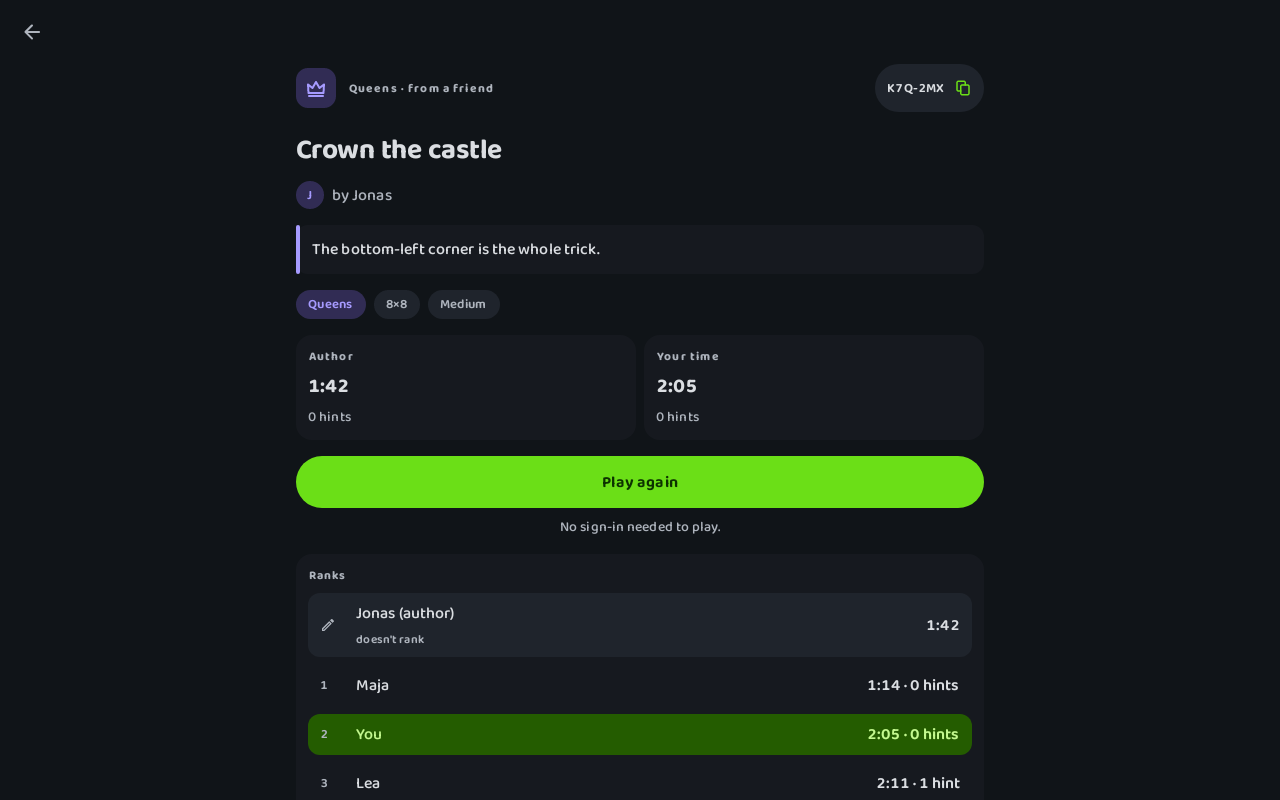 Queens · from a friend
K7Q-2MX
Crown the castle
J
by Jonas
The bottom-left corner is the whole trick.
Queens
8×8
Medium
Author
1:42
0 hints
Your time
2:05
0 hints
Play again
No sign-in needed to play.
Ranks
Jonas (author)
doesn't rank
1:42
1 Maja 1:14 · 0 hints
2 You 2:05 · 0 hints
3 Lea 2:11 · 1 hint